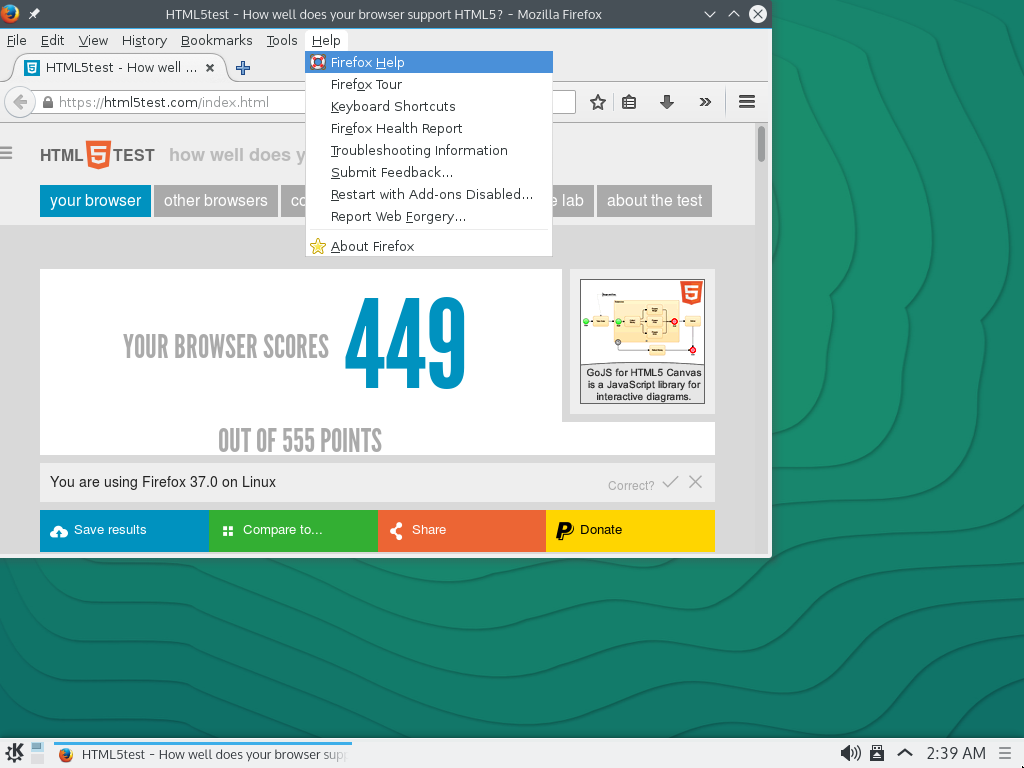 HTML5test - How well does your browser support HTML5? - Mozilla Firefox
File Edit View History Bookmarks Tools Help
HTML5test - How well ...
https://html5test.com/index.html
Firefox Help
Firefox Tour
Keyboard Shortcuts
Firefox Health Report
Troubleshooting Information
Submit Feedback...
Restart with Add-ons Disabled...
Report Web Forgery...
About Firefox
HTML 5 TEST how well does y
your browser other browsers co e lab about the test
YOUR BROWSER SCORES 449
OUT OF 555 POINTS
5
GoJS for HTML5 Canvas
is a JavaScript library for
interactive diagrams.
You are using Firefox 37.0 on Linux Correct?
Save results Compare to... Share Donate
HTML5test - How well does your browser sup 2:39 AM